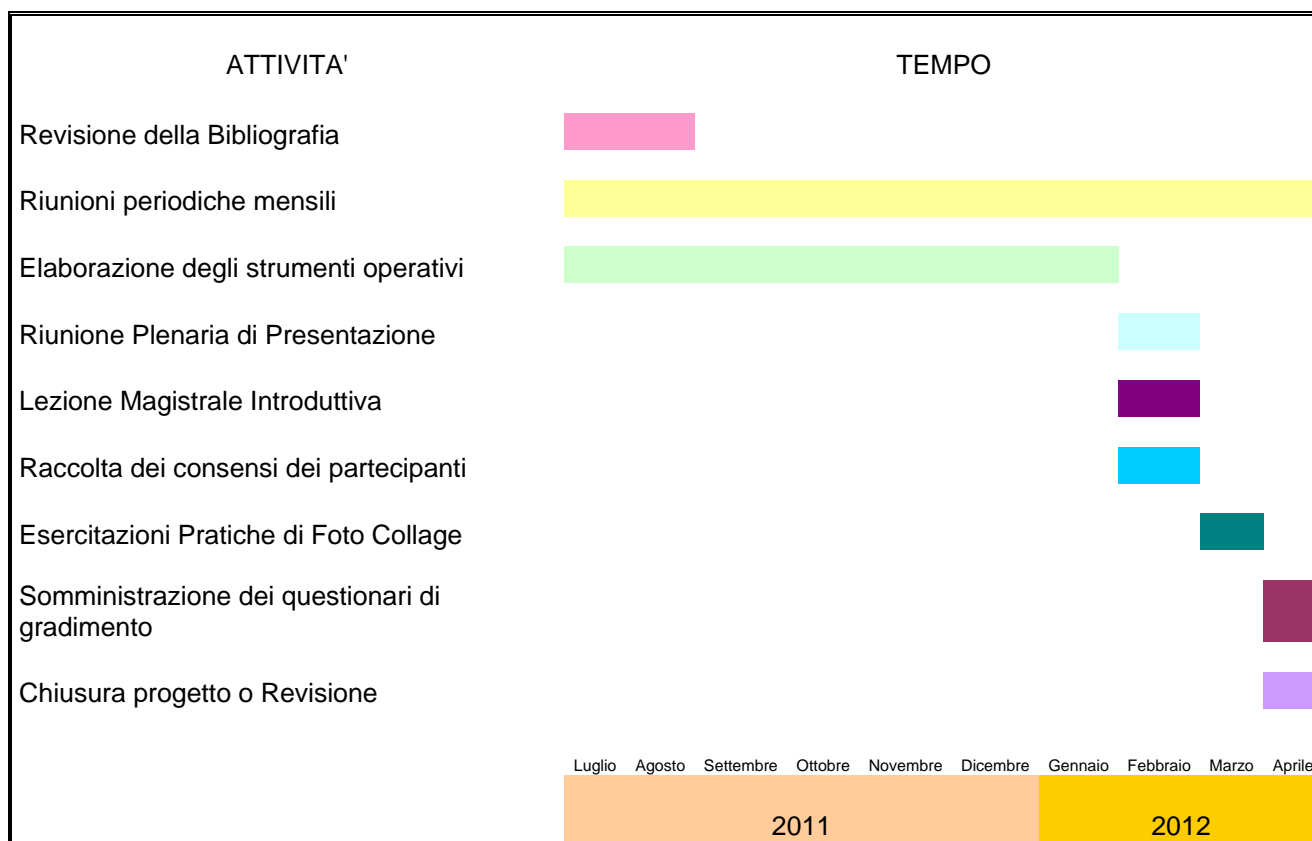 ATTIVITA' TEMPO
Revisione della Bibliografia
Riunioni periodiche mensili
Elaborazione degli strumenti operativi
Riunione Plenaria di Presentazione
Lezione Magistrale Introduttiva
Raccolta dei consensi dei partecipanti
Esercitazioni Pratiche di Foto Collage
Somministrazione dei questionari di
gradimento
Chiusura progetto o Revisione
Luglio Agosto Settembre Ottobre Novembre Dicembre Gennaio Febbraio Marzo Aprile
2011 2012